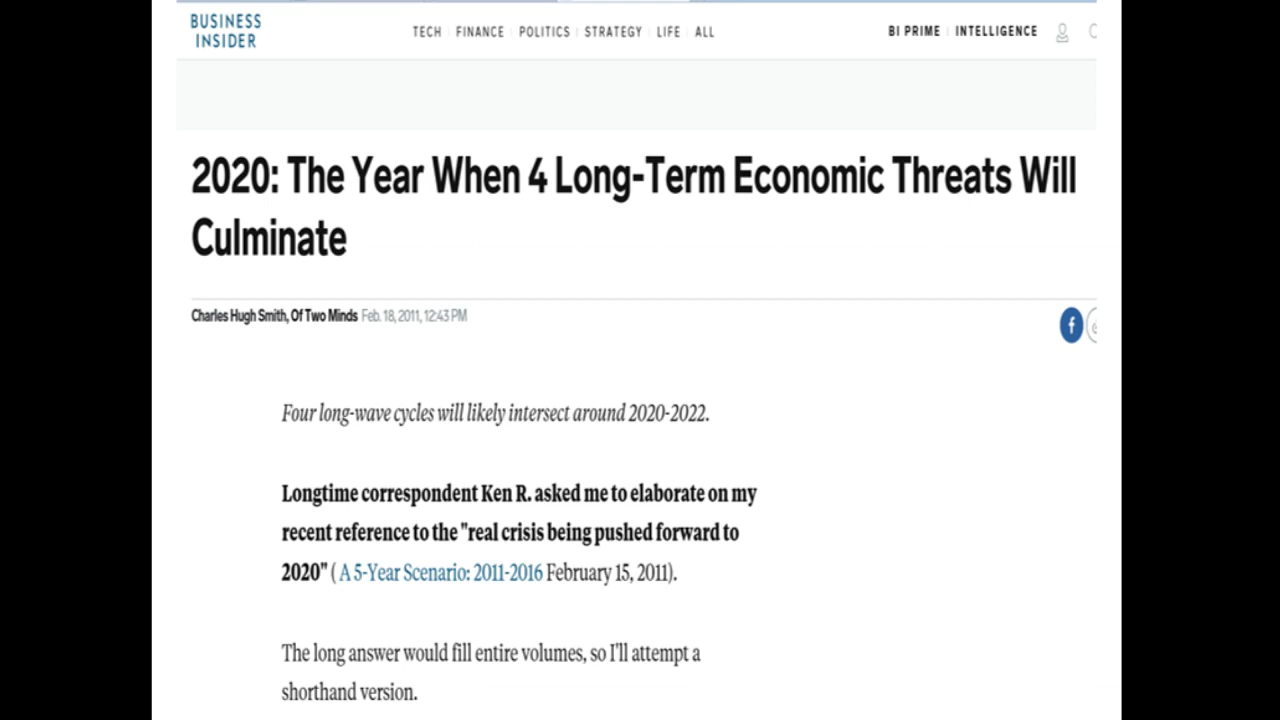 BUSINESS
INSIDER
TECH FINANCE POLITICS STRATEGY LIFE ALL
BI PRIME INTELLIGENCE
2020: The Year When 4 Long-Term Economic Threats Will
Culminate
Charles Hugh Smith, Of Two Minds Feb. 18, 2011, 12:43 PM
f
Four long-wave cycles will likely intersect around 2020-2022.
Longtime correspondent Ken R. asked me to elaborate on my
recent reference to the "real crisis being pushed forward to
2020" ( A 5-Year Scenario: 2011-2016 February 15, 2011).
The long answer would fill entire volumes, so I'll attempt a
shorthand version.